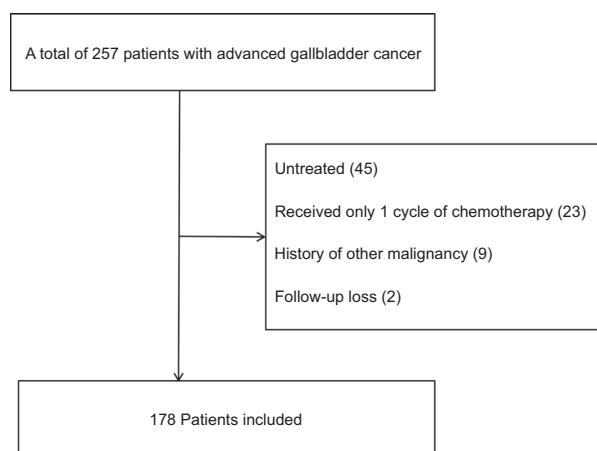 A total of 257 patients with advanced gallbladder cancer
Untreated (45)
Received only 1 cycle of chemotherapy (23)
History of other malignancy (9)
Follow-up loss (2)
178 Patients included